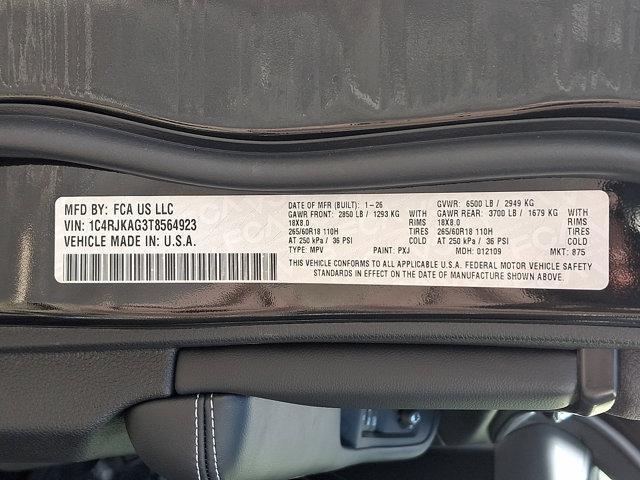 MFD BY: FCA US LLC
VIN: 1C4RJKAG3T8564923
VEHICLE MADE IN U.S.A.
DATE OF MFR (BUILT): 1-26
GAWR FRONT: 2850 LB / 1293 KG WITH
18X8.0 RIMS
265/60R18 110H TIRES
AT 250 kPa / 36 PSI COLD
TYPE: MPV PAINT: PXJ
GVWR: 6500 LB / 2949 KG
GAWR REAR: 3700 LB / 1679 KG WITH
18X8.0 RIMS
265/60R18 110H TIRES
AT 250 kPa / 36 PSI COLD
MDH: 012109 MKT: 875
THIS VEHICLE CONFORMS TO ALL APPLICABLE U.S.A. FEDERAL MOTOR VEHICLE SAFETY
STANDARDS IN EFFECT ON THE DATE OF MANUFACTURE SHOWN ABOVE.